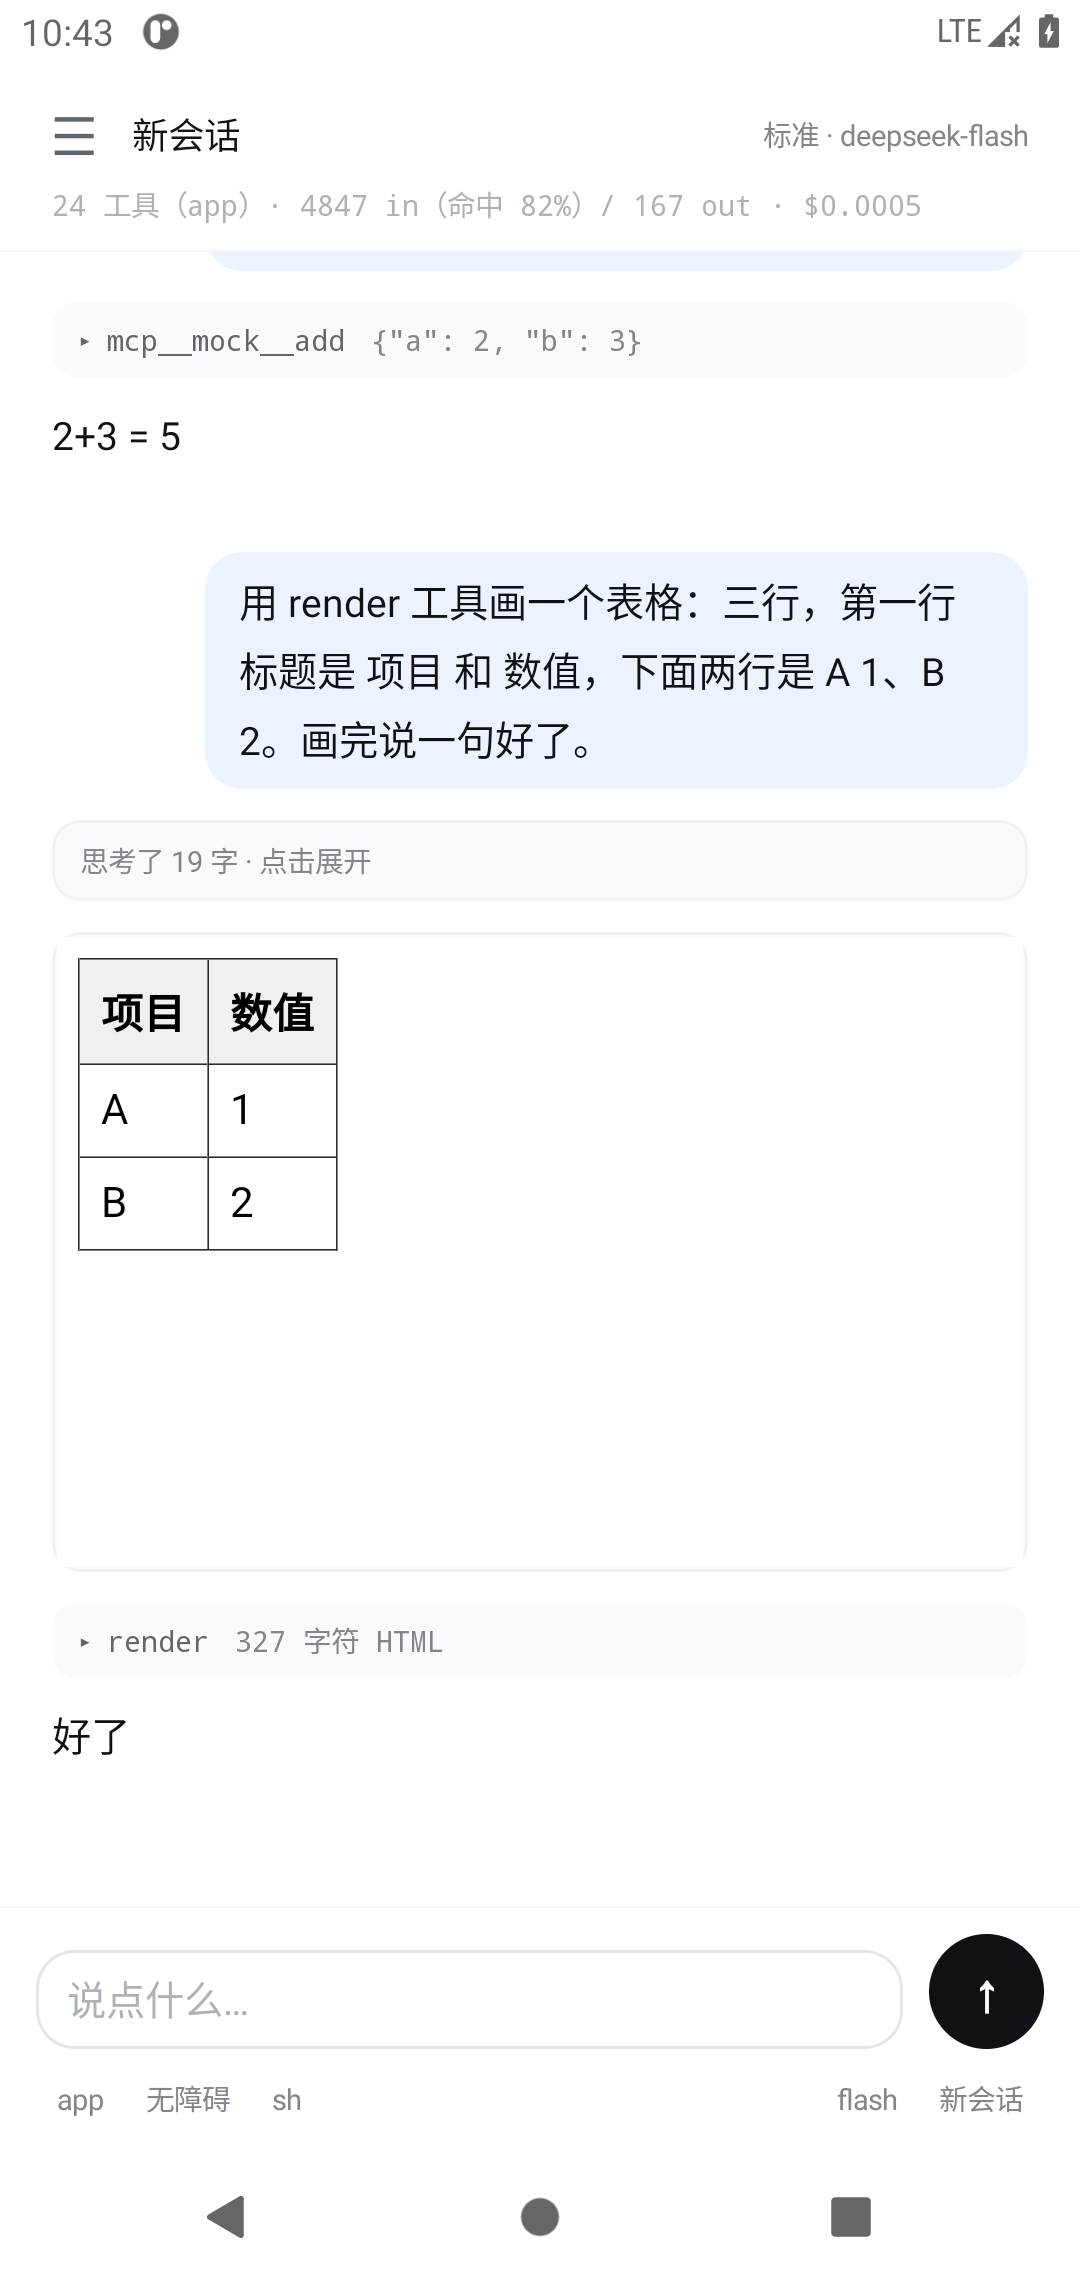 10:43
LTE
新会话
标准 · deepseek-flash
24 工具（app）· 4847 in（命中 82%）/ 167 out · $0.0005
▸ mcp__mock__add {"a": 2, "b": 3}
2+3 = 5
用 render 工具画一个表格：三行，第一行
标题是 项目 和 数值，下面两行是 A 1、B
2。画完说一句好了。
思考了 19 字 · 点击展开
项目 数值
A 1
B 2
▸ render 327 字符 HTML
好了
说点什么…
↑
app 无障碍 sh flash 新会话